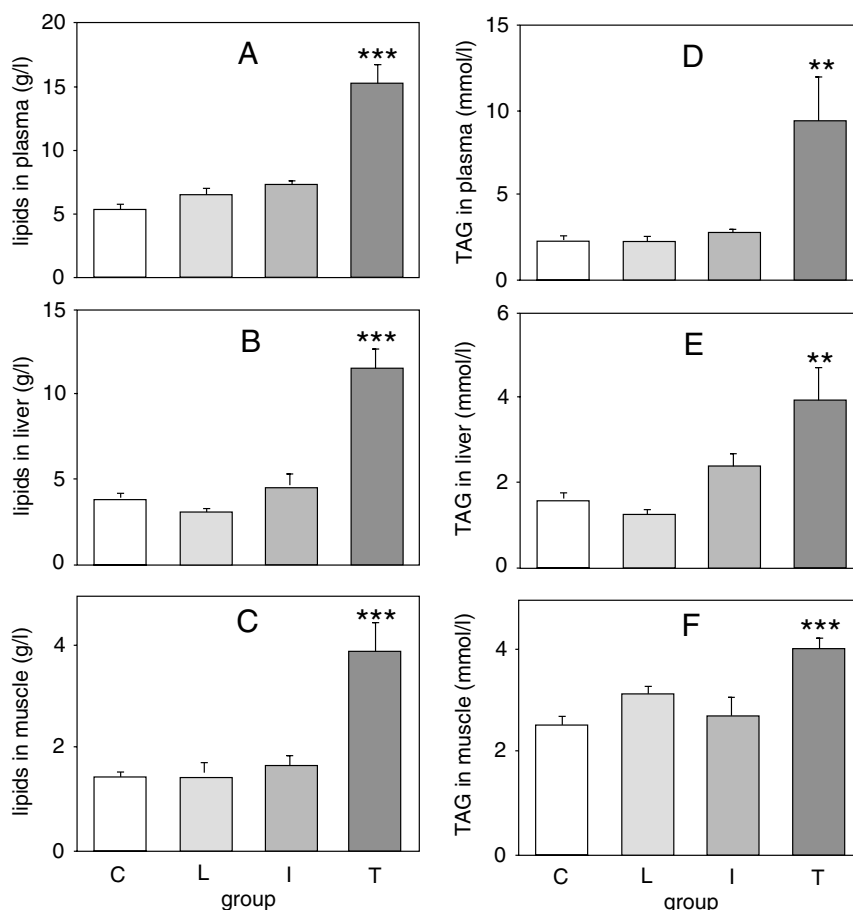 A
lipids in plasma (g/l)
20
15
10
5
0
***
D
TAG in plasma (mmol/l)
15
10
5
0
**
B
lipids in liver (g/l)
15
10
5
0
***
E
TAG in liver (mmol/l)
6
4
2
0
**
C
lipids in muscle (g/l)
4
2
0
***
C L I T
group
F
TAG in muscle (mmol/l)
4
2
0
***
C L I T
group